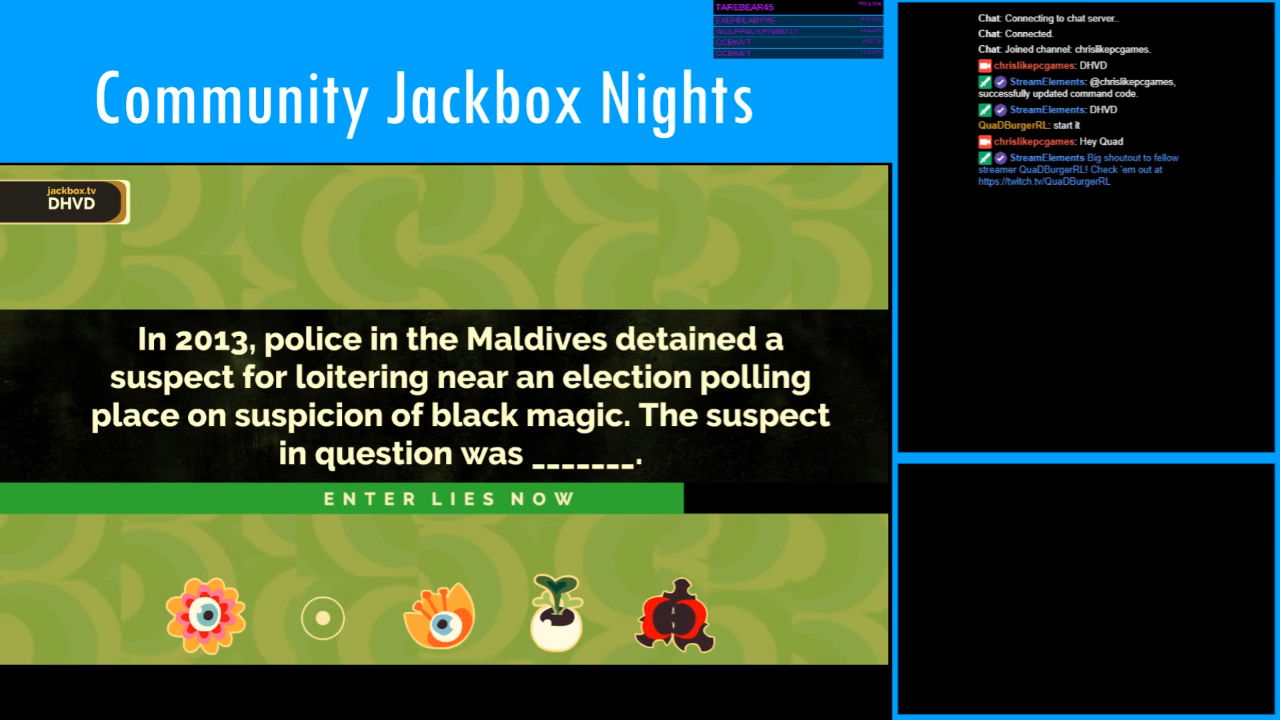 TAREBEAR45
EXEMPLARYME
CCBKAIT
CCBKAIT
Community Jackbox Nights
jackbox.tv
DHVD
In 2013, police in the Maldives detained a
suspect for loitering near an election polling
place on suspicion of black magic. The suspect
in question was _______.
ENTER LIES NOW
Chat: Connecting to chat server..
Chat: Connected.
Chat: Joined channel: chrislikepcgames.
chrislikepcgames: DHVD
StreamElements: @chrislikepcgames,
successfully updated command code.
StreamElements: DHVD
QuaDBurgerRL: start it
chrislikepcgames: Hey Quad
StreamElements Big shoutout to fellow
streamer QuaDBurgerRL! Check 'em out at
https://twitch.tv/QuaDBurgerRL